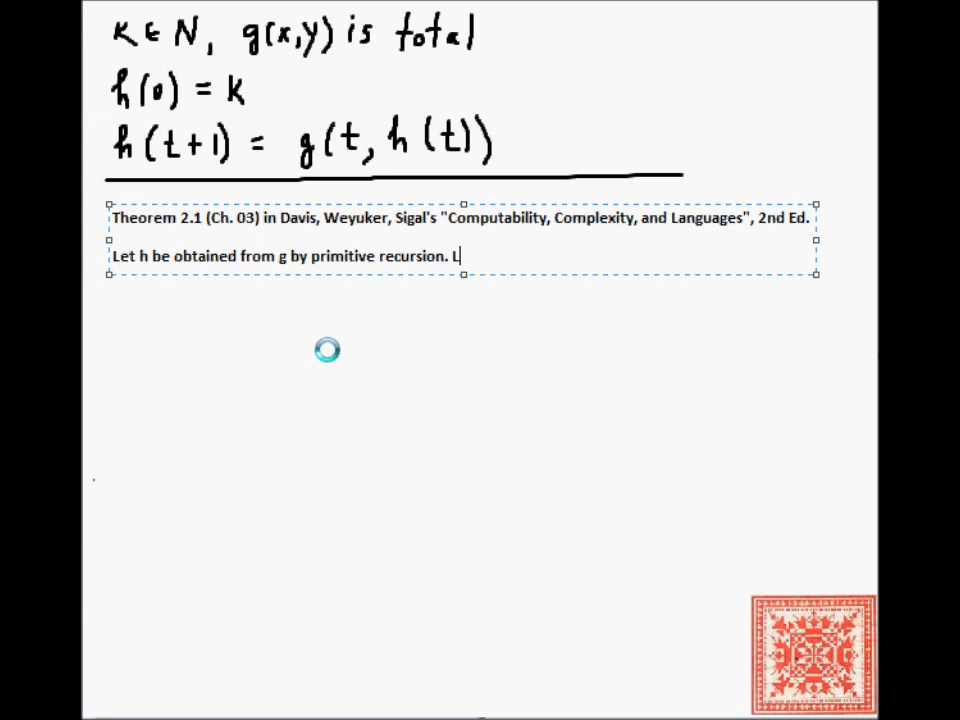 k ∈ N, g(x,y) is total
h(0) = k
h(t+1) = g(t, h(t))
Theorem 2.1 (Ch. 03) in Davis, Weyuker, Sigal's "Computability, Complexity, and Languages", 2nd Ed.
Let h be obtained from g by primitive recursion. L